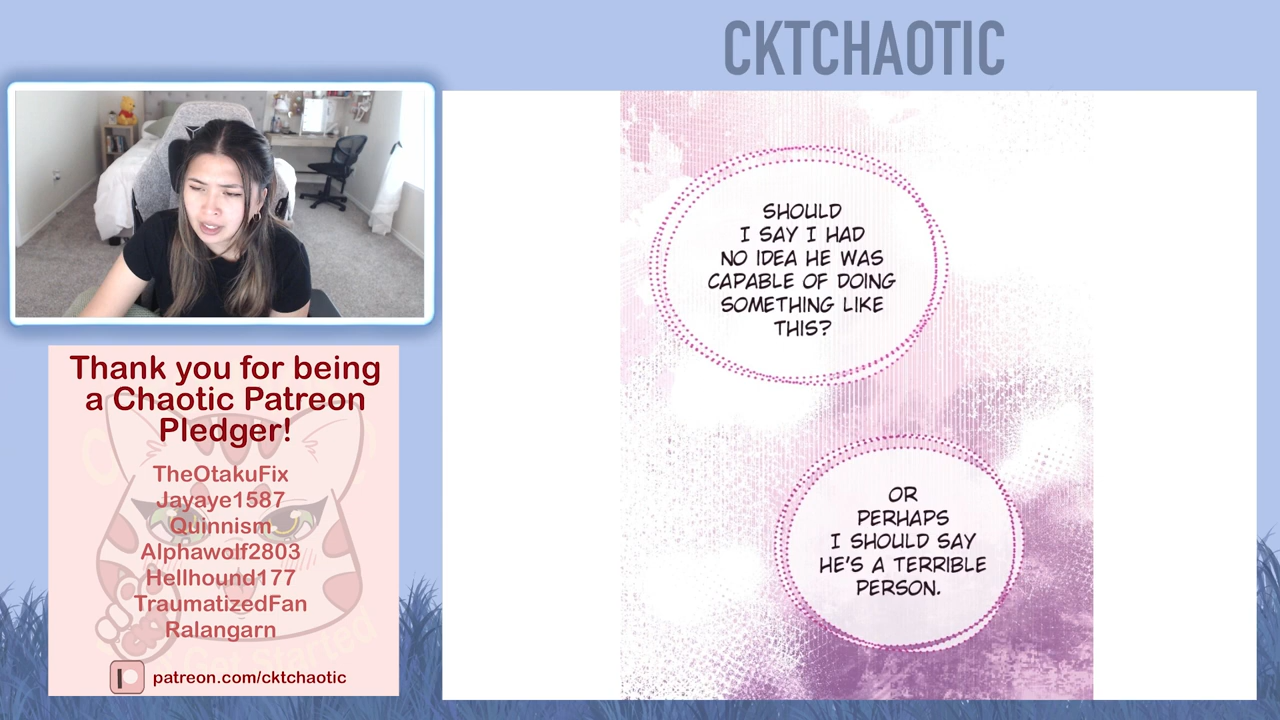 CKTCHAOTIC
SHOULD
I SAY I HAD
NO IDEA HE WAS
CAPABLE OF DOING
SOMETHING LIKE
THIS?
OR
PERHAPS
I SHOULD SAY
HE'S A TERRIBLE
PERSON.
Thank you for being
a Chaotic Patreon
Pledger!
TheOtakuFix
Jayaye1587
Quinnism
Alphawolf2803
Hellhound177
TraumatizedFan
Ralangarn
Get Started
patreon.com/cktchaotic